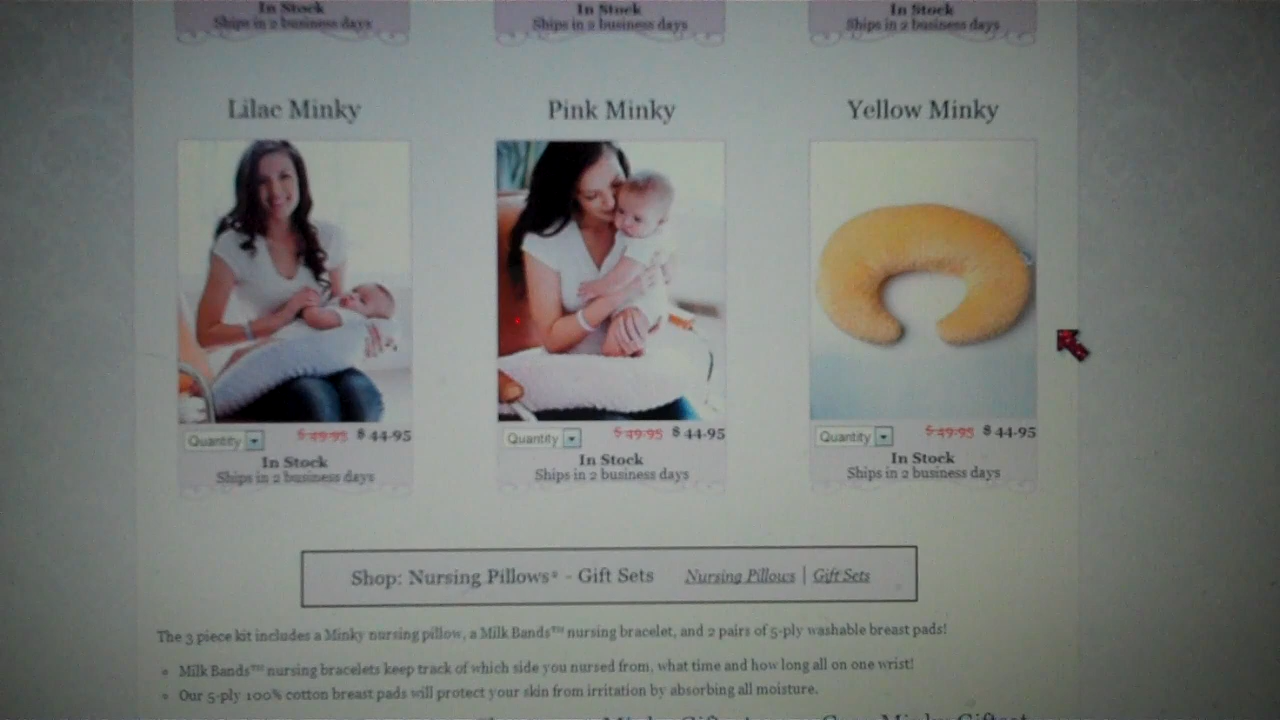 In Stock In Stock In Stock
Ships in 2 business days Ships in 2 business days Ships in 2 business days
Lilac Minky Pink Minky Yellow Minky
Quantity $ 49.95 $ 44.95 Quantity $ 49.95 $ 44.95 Quantity $ 49.95 $ 44.95
In Stock In Stock In Stock
Ships in 2 business days Ships in 2 business days Ships in 2 business days
Shop: Nursing Pillows® - Gift Sets Nursing Pillows | Gift Sets
The 3 piece kit includes a Minky nursing pillow, a Milk Bands™ nursing bracelet, and 2 pairs of 5-ply washable breast pads!
Milk Bands™ nursing bracelets keep track of which side you nursed from, what time and how long all on one wrist!
Our 5-ply 100% cotton breast pads will protect your skin from irritation by absorbing all moisture.